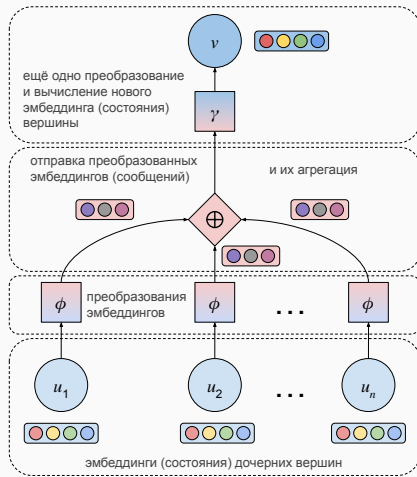 v
ещё одно преобразование
и вычисление нового
эмбеддинга (состояния)
вершины
γ
отправка преобразованных
эмбеддингов (сообщений)
и их агрегация
⊕
ϕ преобразования эмбеддингов ϕ ... ϕ
u₁ u₂ ... uₙ
эмбеддинги (состояния) дочерних вершин